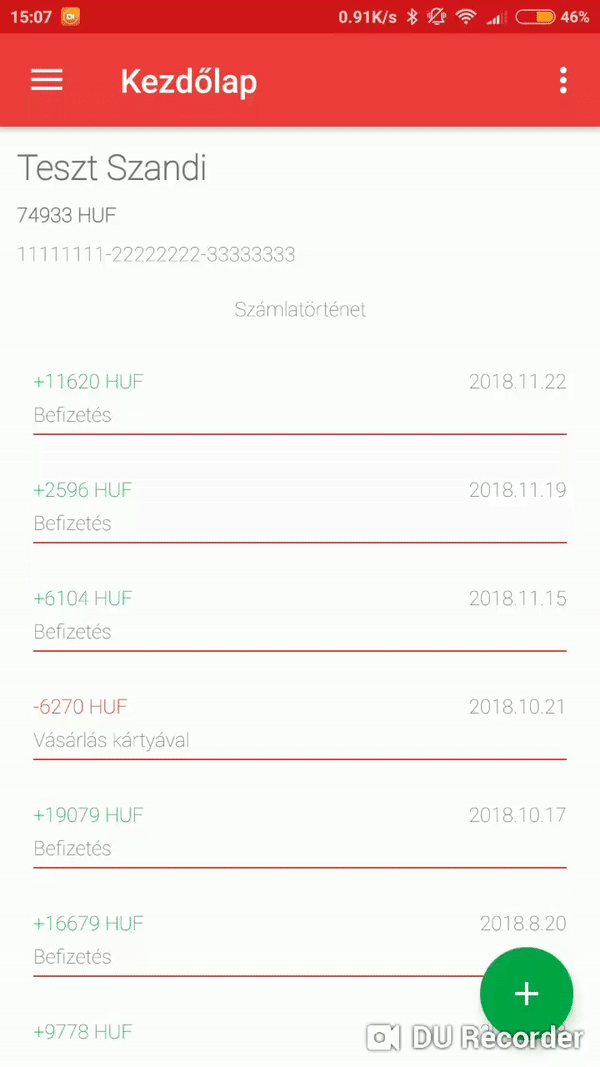 15:07 0.91K/s 46%
Kezdőlap
Teszt Szandi
74933 HUF
11111111-22222222-33333333
Számlatörténet
+11620 HUF 2018.11.22
Befizetés
+2596 HUF 2018.11.19
Befizetés
+6104 HUF 2018.11.15
Befizetés
-6270 HUF 2018.10.21
Vásárlás kártyával
+19079 HUF 2018.10.17
Befizetés
+16679 HUF 2018.8.20
Befizetés
+9778 HUF
DU Recorder